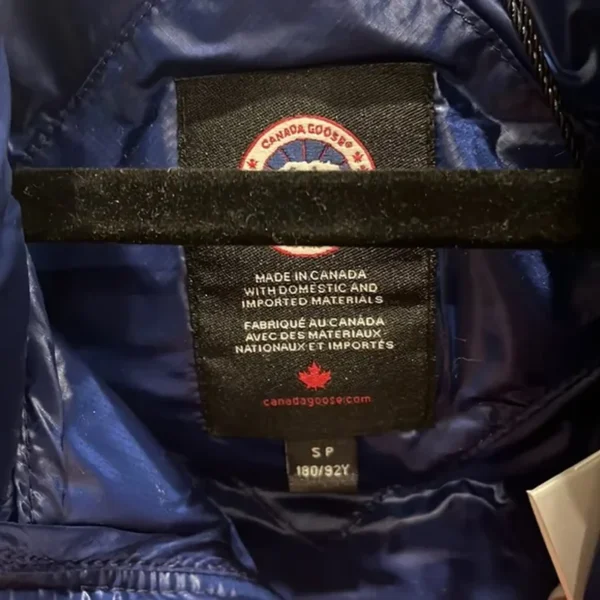 CANADA GOOSE®
MADE IN CANADA
WITH DOMESTIC AND
IMPORTED MATERIALS
FABRIQUÉ AU CANADA
AVEC DES MATERIAUX
NATIONAUX ET IMPORTÉS
canadagoose.com
S P
180/92Y